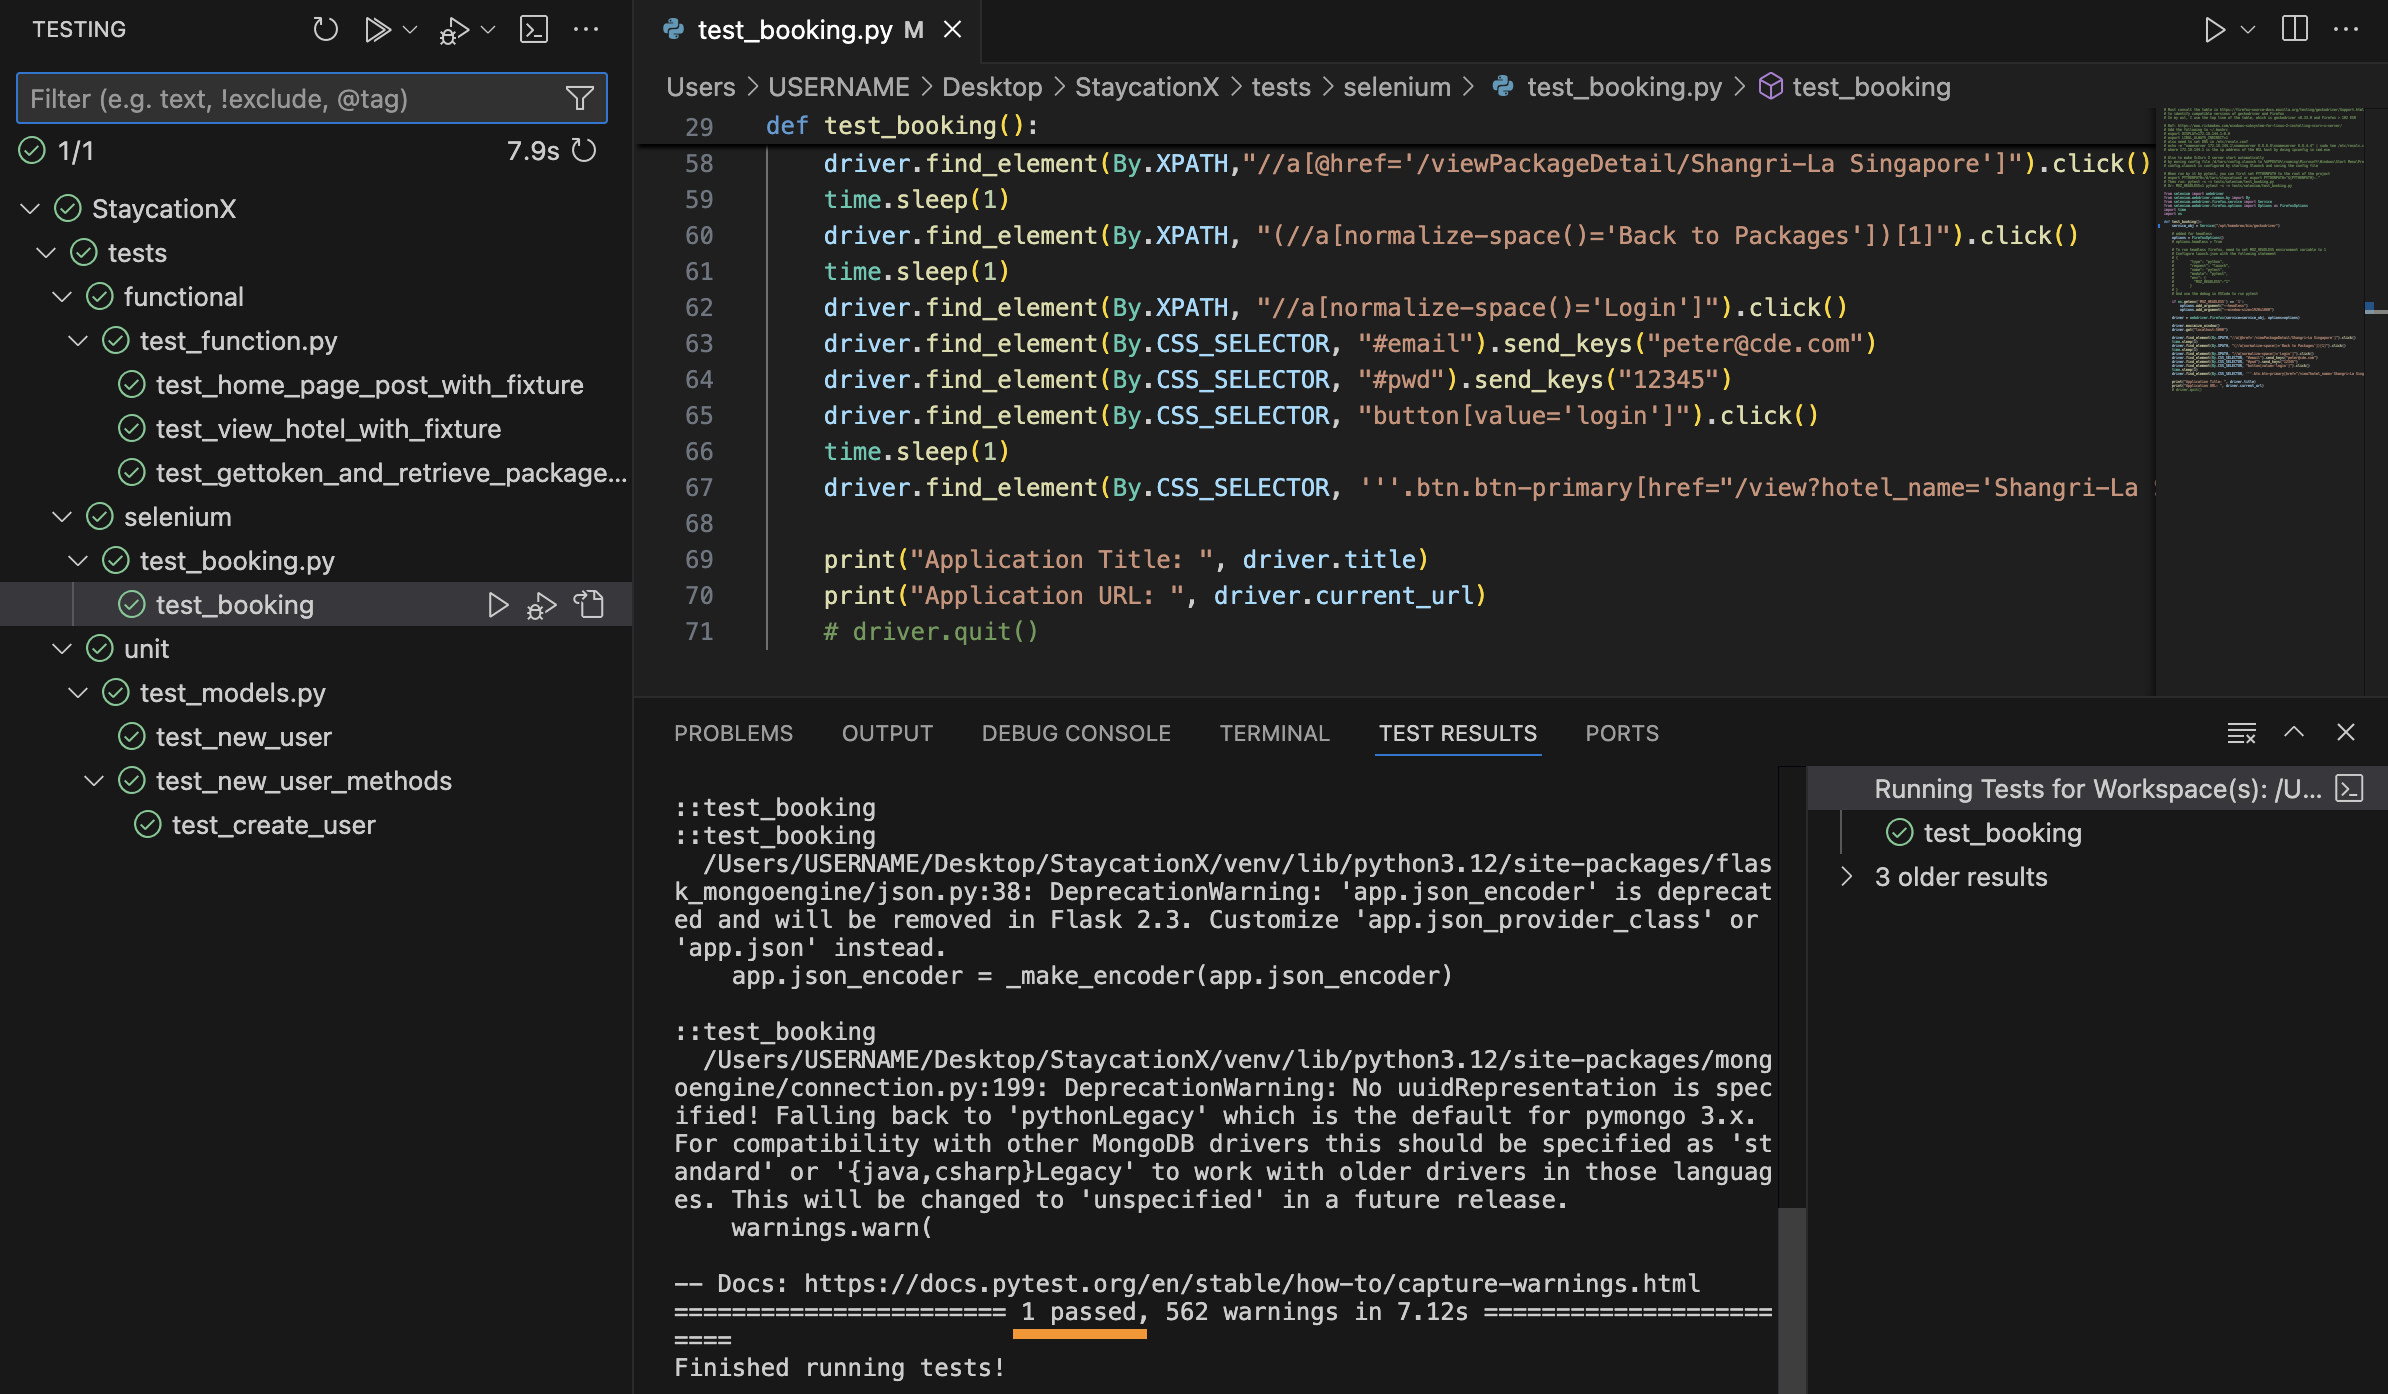 TESTING
Filter (e.g. text, !exclude, @tag)
1/1
7.9s
StaycationX
tests
functional
test_function.py
test_home_page_post_with_fixture
test_view_hotel_with_fixture
test_gettoken_and_retrieve_package...
selenium
test_booking.py
test_booking
unit
test_models.py
test_new_user
test_new_user_methods
test_create_user
test_booking.py M
Users > USERNAME > Desktop > StaycationX > tests > selenium > test_booking.py > test_booking
29 def test_booking():
58 driver.find_element(By.XPATH,"//a[@href='/viewPackageDetail/Shangri-La Singapore']").click()
59 time.sleep(1)
60 driver.find_element(By.XPATH, "(//a[normalize-space()='Back to Packages'])[1]").click()
61 time.sleep(1)
62 driver.find_element(By.XPATH, "//a[normalize-space()='Login']").click()
63 driver.find_element(By.CSS_SELECTOR, "#email").send_keys("peter@cde.com")
64 driver.find_element(By.CSS_SELECTOR, "#pwd").send_keys("12345")
65 driver.find_element(By.CSS_SELECTOR, "button[value='login']").click()
66 time.sleep(1)
67 driver.find_element(By.CSS_SELECTOR, '''.btn.btn-primary[href="/view?hotel_name='Shangri-La
68
69 print("Application Title: ", driver.title)
70 print("Application URL: ", driver.current_url)
71 # driver.quit()
PROBLEMS OUTPUT DEBUG CONSOLE TERMINAL TEST RESULTS PORTS
::test_booking
::test_booking
/Users/USERNAME/Desktop/StaycationX/venv/lib/python3.12/site-packages/flas
k_mongoengine/json.py:38: DeprecationWarning: 'app.json_encoder' is deprecat
ed and will be removed in Flask 2.3. Customize 'app.json_provider_class' or
'app.json' instead.
app.json_encoder = _make_encoder(app.json_encoder)
::test_booking
/Users/USERNAME/Desktop/StaycationX/venv/lib/python3.12/site-packages/mong
oengine/connection.py:199: DeprecationWarning: No uuidRepresentation is spec
ified! Falling back to 'pythonLegacy' which is the default for pymongo 3.x.
For compatibility with other MongoDB drivers this should be specified as 'st
andard' or '{java,csharp}Legacy' to work with older drivers in those languag
es. This will be changed to 'unspecified' in a future release.
warnings.warn(
-- Docs: https://docs.pytest.org/en/stable/how-to/capture-warnings.html
======================= 1 passed, 562 warnings in 7.12s ====================
====
Finished running tests!
Running Tests for Workspace(s): /U...
test_booking
3 older results